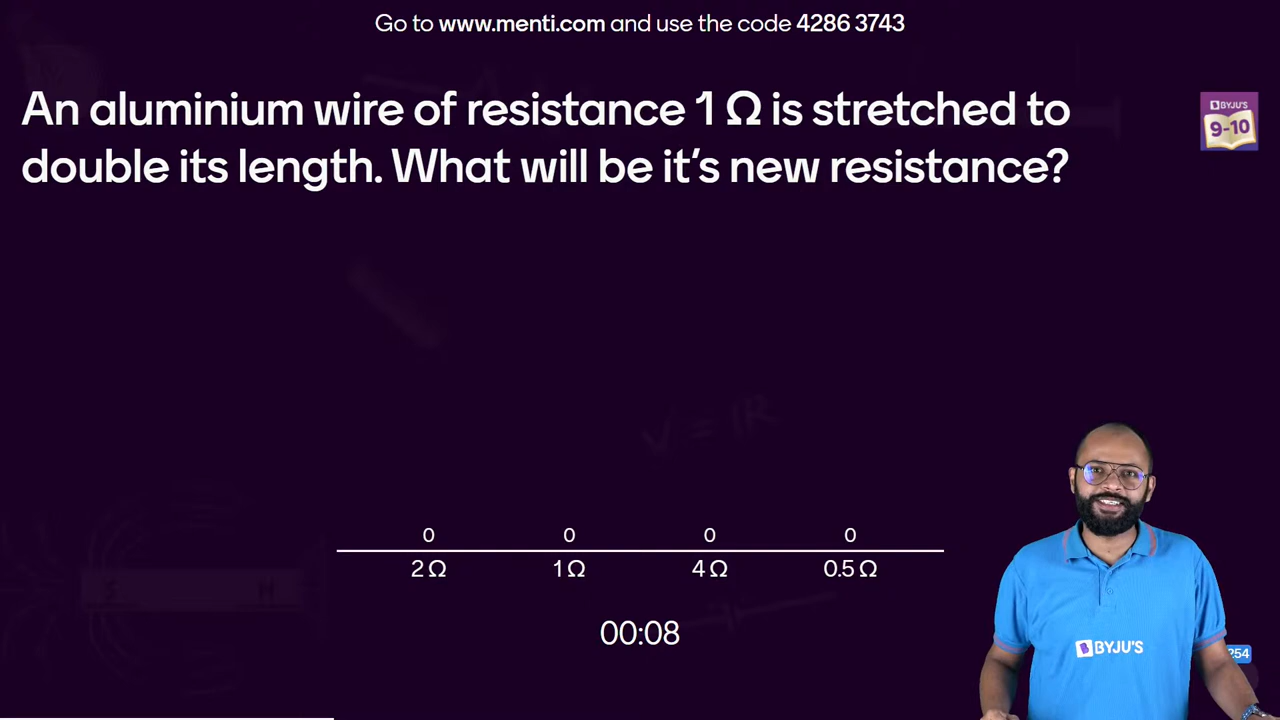 Go to www.menti.com and use the code 4286 3743
An aluminium wire of resistance 1 Ω is stretched to
double its length. What will be it’s new resistance?
BYJU'S
9-10
0 0 0 0
2 Ω 1 Ω 4 Ω 0.5 Ω
V = IR
00:08
S N
BYJU'S
254